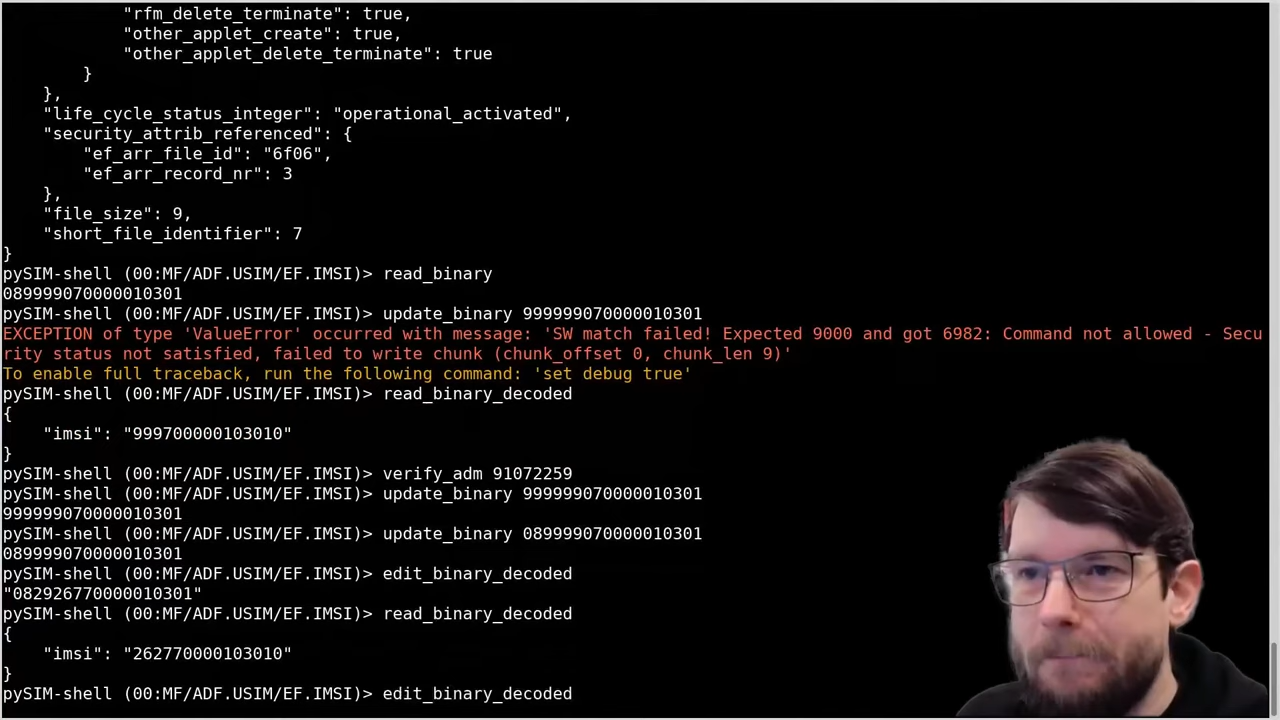 "rfm_delete_terminate": true,
"other_applet_create": true,
"other_applet_delete_terminate": true
}
},
"life_cycle_status_integer": "operational_activated",
"security_attrib_referenced": {
"ef_arr_file_id": "6f06",
"ef_arr_record_nr": 3
},
"file_size": 9,
"short_file_identifier": 7
}
pySIM-shell (00:MF/ADF.USIM/EF.IMSI)> read_binary
089999070000010301
pySIM-shell (00:MF/ADF.USIM/EF.IMSI)> update_binary 999999070000010301
EXCEPTION of type 'ValueError' occurred with message: 'SW match failed! Expected 9000 and got 6982: Command not allowed - Secu
rity status not satisfied, failed to write chunk (chunk_offset 0, chunk_len 9)'
To enable full traceback, run the following command: 'set debug true'
pySIM-shell (00:MF/ADF.USIM/EF.IMSI)> read_binary_decoded
{
"imsi": "999700000103010"
}
pySIM-shell (00:MF/ADF.USIM/EF.IMSI)> verify_adm 91072259
pySIM-shell (00:MF/ADF.USIM/EF.IMSI)> update_binary 999999070000010301
999999070000010301
pySIM-shell (00:MF/ADF.USIM/EF.IMSI)> update_binary 089999070000010301
089999070000010301
pySIM-shell (00:MF/ADF.USIM/EF.IMSI)> edit_binary_decoded
"082926770000010301"
pySIM-shell (00:MF/ADF.USIM/EF.IMSI)> read_binary_decoded
{
"imsi": "262770000103010"
}
pySIM-shell (00:MF/ADF.USIM/EF.IMSI)> edit_binary_decoded